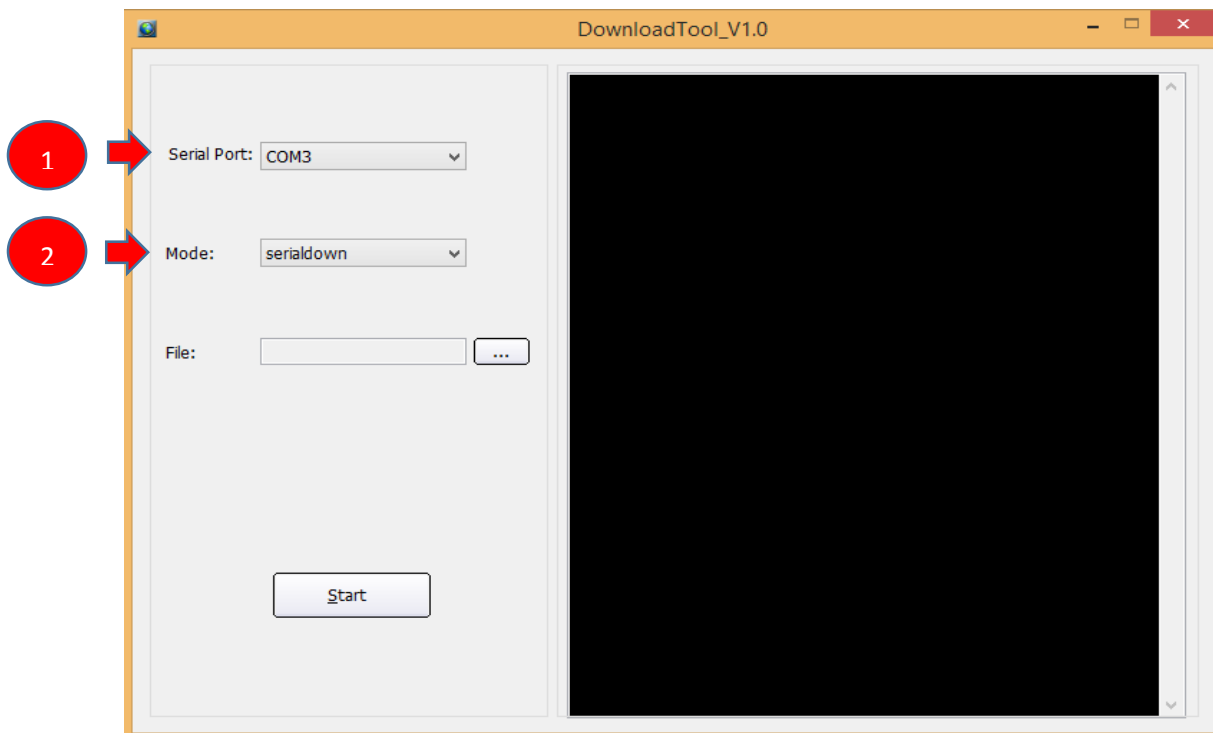 DownloadTool_V1.0
1
Serial Port: COM3
2
Mode: serialdown
File: ...
Start